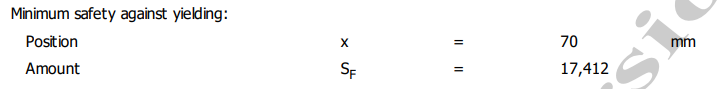 Minimum safety against yielding:
Position x = 70 mm
Amount SF = 17,412